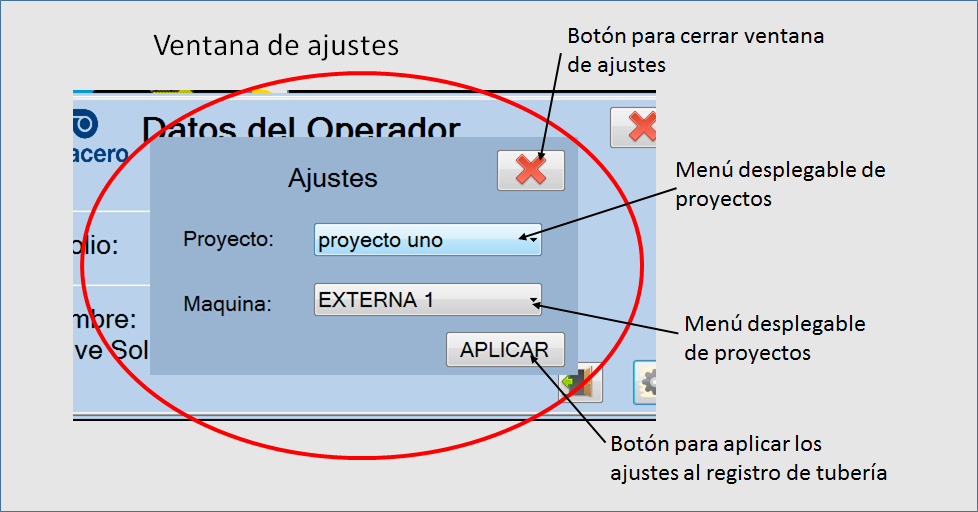 Ventana de ajustes
Botón para cerrar ventana
de ajustes
Datos del Operador
acero
Ajustes
Menú desplegable de
proyectos
Proyecto:
proyecto uno
olio:
Maquina:
EXTERNA 1
mbre:
ve Sol
Menú desplegable
de proyectos
APLICAR
Botón para aplicar los
ajustes al registro de tubería